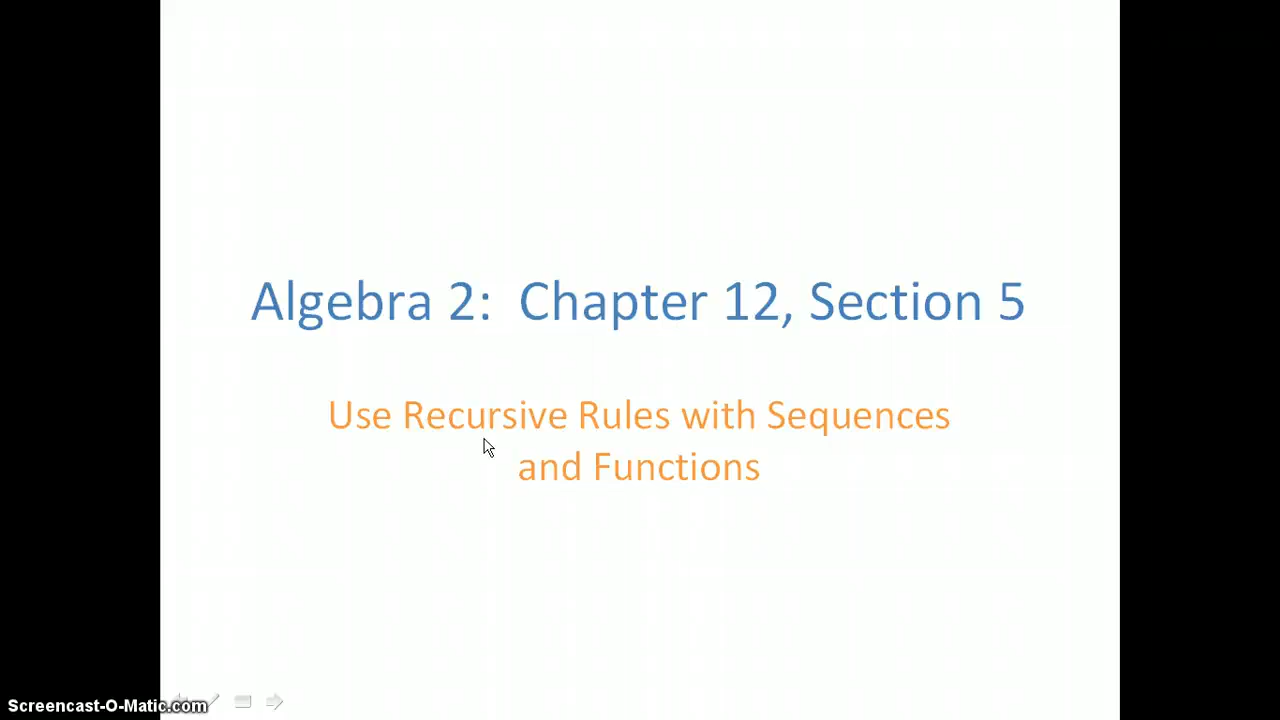 Algebra 2:  Chapter 12, Section 5
Use Recursive Rules with Sequences
and Functions
Screencast-O-Matic.com